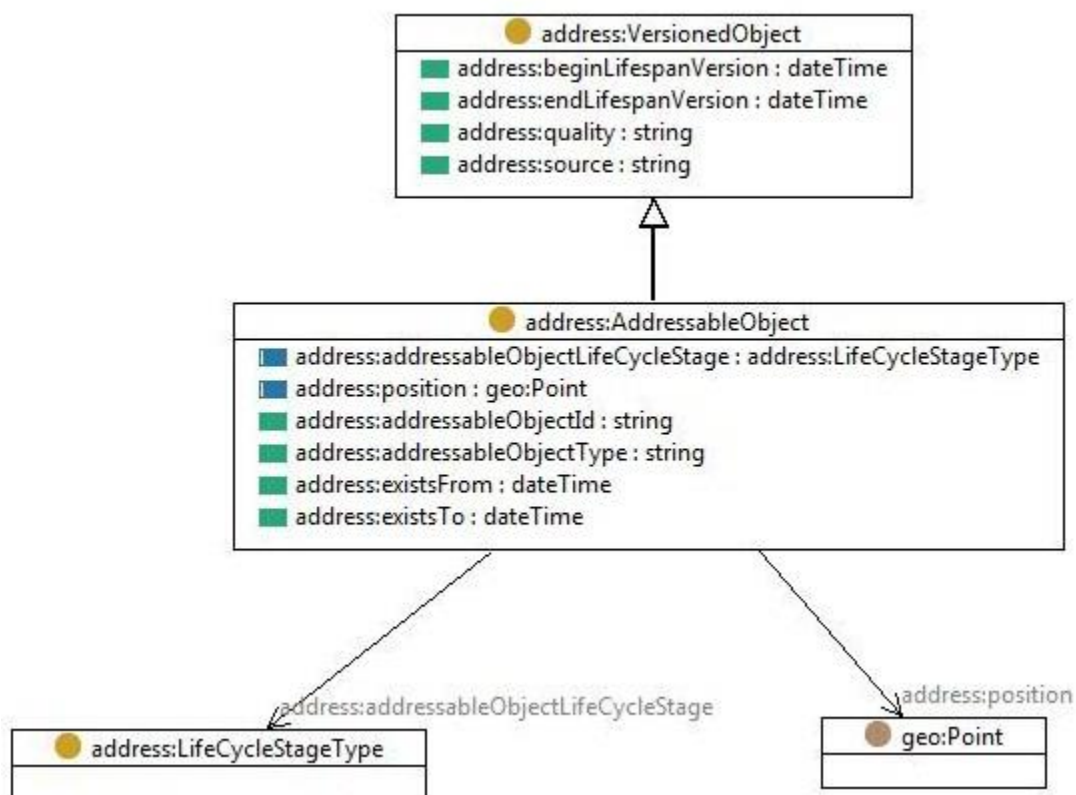 address:VersionedObject
address:beginLifespanVersion : dateTime
address:endLifespanVersion : dateTime
address:quality : string
address:source : string
address:AddressableObject
address:addressableObjectLifeCycleStage : address:LifeCycleStageType
address:position : geo:Point
address:addressableObjectId : string
address:addressableObjectType : string
address:existsFrom : dateTime
address:existsTo : dateTime
address:addressableObjectLifeCycleStage
address:position
address:LifeCycleStageType
geo:Point